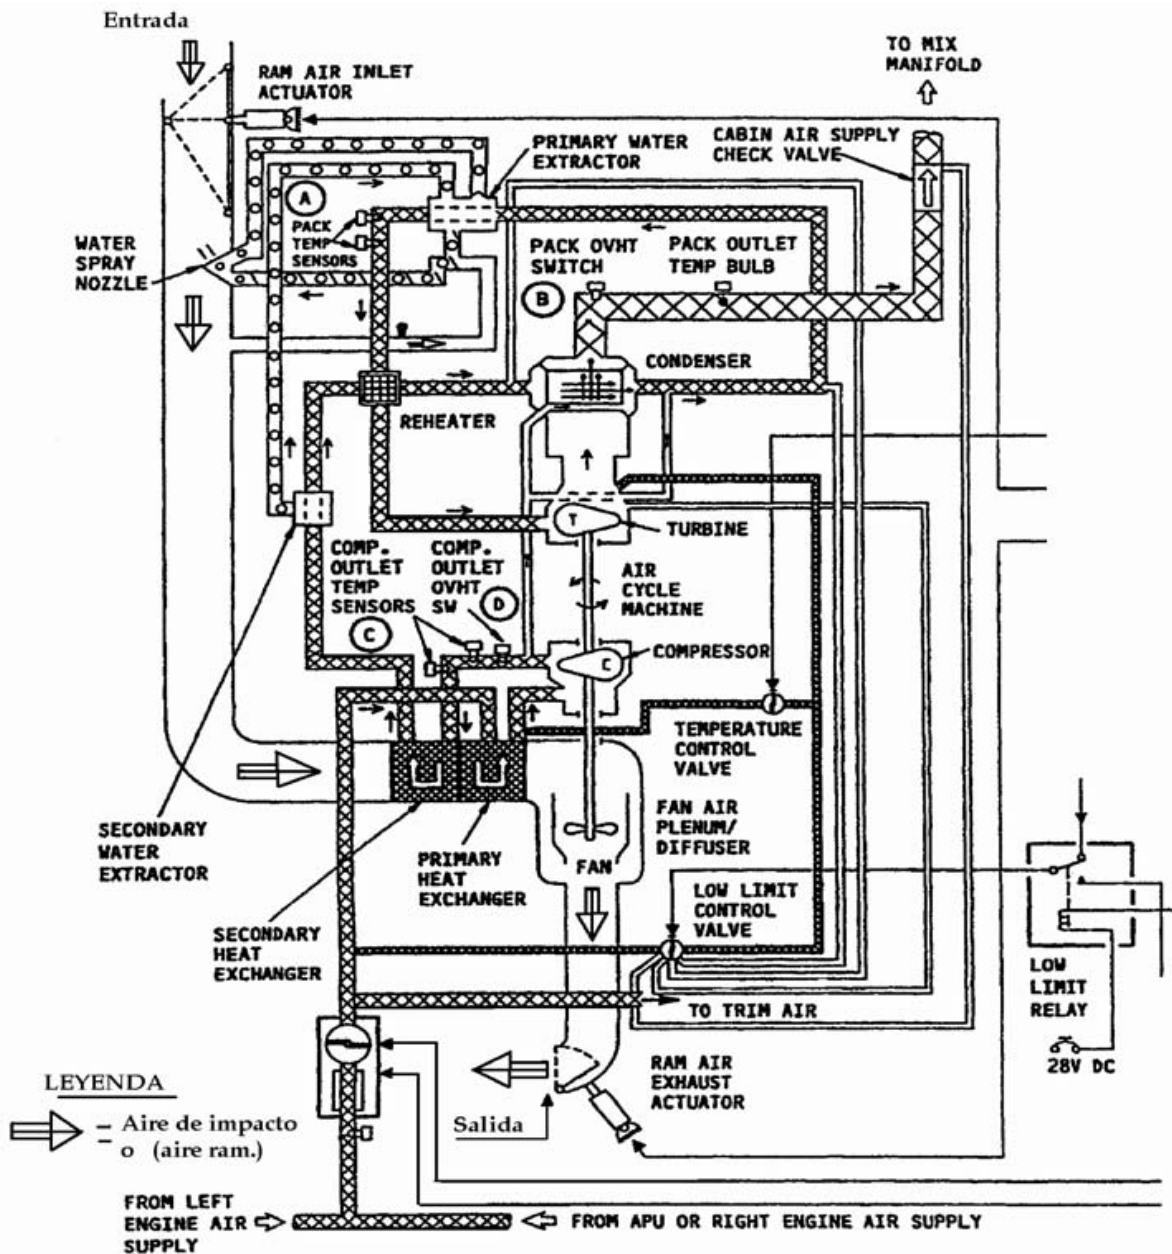 Entrada
RAM AIR INLET
ACTUATOR
TO MIX
MANIFOLD
PRIMARY WATER
EXTRACTOR
CABIN AIR SUPPLY
CHECK VALVE
A
PACK
TEMP
SENSORS
WATER
SPRAY
NOZZLE
PACK OVHT
SWITCH
B
PACK OUTLET
TEMP BULB
CONDENSER
REHEATER
T
TURBINE
COMP.
OUTLET
TEMP
SENSORS
C
COMP.
OUTLET
OVHT
SW
D
AIR
CYCLE
MACHINE
C
COMPRESSOR
TEMPERATURE
CONTROL
VALVE
SECONDARY
WATER
EXTRACTOR
PRIMARY
HEAT
EXCHANGER
FAN AIR
PLENUM/
DIFFUSER
FAN
SECONDARY
HEAT
EXCHANGER
LOW LIMIT
CONTROL
VALVE
LOW
LIMIT
RELAY
28V DC
TO TRIM AIR
RAM AIR
EXHAUST
ACTUATOR
Salida
LEYENDA
Aire de impacto
o (aire ram.)
FROM LEFT
ENGINE AIR
SUPPLY
FROM APU OR RIGHT ENGINE AIR SUPPLY